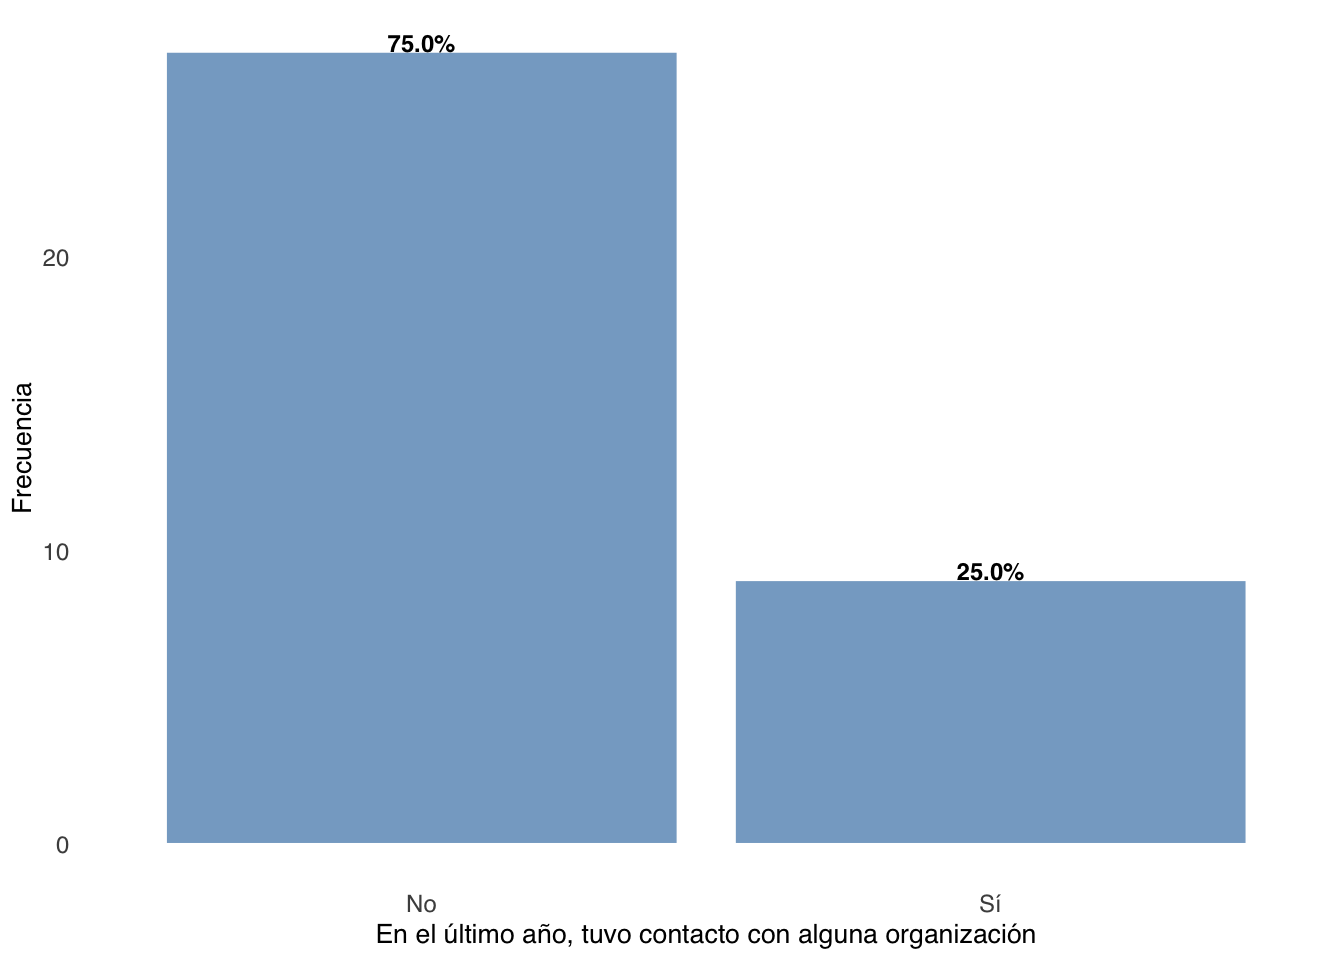 75.0%
20
Frecuencia
10
25.0%
0
No
Sí
En el último año, tuvo contacto con alguna organización